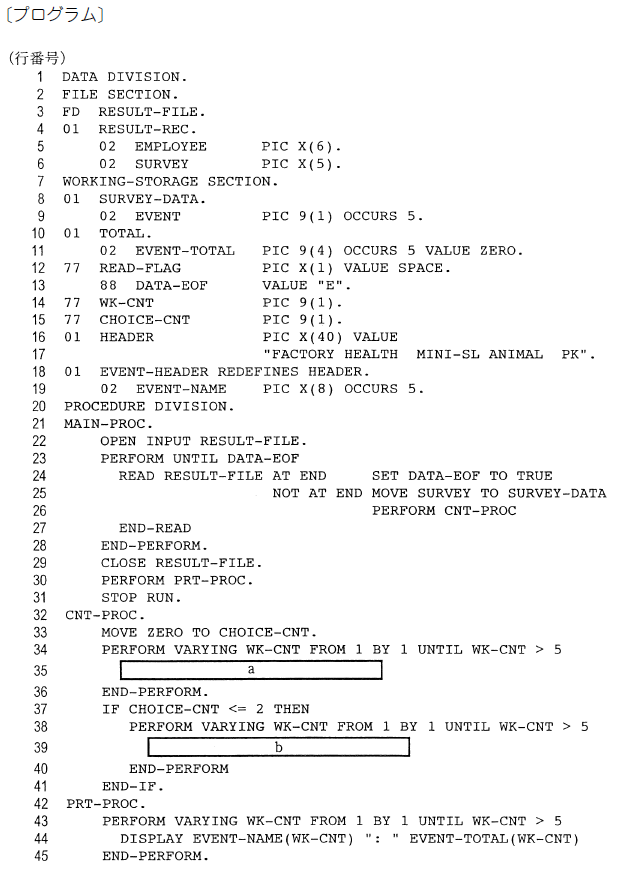 〔プログラム〕
(行番号)
1 DATA DIVISION.
2 FILE SECTION.
3 FD RESULT-FILE.
4 01 RESULT-REC.
5 02 EMPLOYEE PIC X(6).
6 02 SURVEY PIC X(5).
7 WORKING-STORAGE SECTION.
8 01 SURVEY-DATA.
9 02 EVENT PIC 9(1) OCCURS 5.
10 01 TOTAL.
11 02 EVENT-TOTAL PIC 9(4) OCCURS 5 VALUE ZERO.
12 77 READ-FLAG PIC X(1) VALUE SPACE.
13 88 DATA-EOF VALUE "E".
14 77 WK-CNT PIC 9(1).
15 77 CHOICE-CNT PIC 9(1).
16 01 HEADER PIC X(40) VALUE
17 "FACTORY HEALTH  MINI-SL ANIMAL  PK".
18 01 EVENT-HEADER REDEFINES HEADER.
19 02 EVENT-NAME PIC X(8) OCCURS 5.
20 PROCEDURE DIVISION.
21 MAIN-PROC.
22 OPEN INPUT RESULT-FILE.
23 PERFORM UNTIL DATA-EOF
24 READ RESULT-FILE AT END SET DATA-EOF TO TRUE
25 NOT AT END MOVE SURVEY TO SURVEY-DATA
26 PERFORM CNT-PROC
27 END-READ
28 END-PERFORM.
29 CLOSE RESULT-FILE.
30 PERFORM PRT-PROC.
31 STOP RUN.
32 CNT-PROC.
33 MOVE ZERO TO CHOICE-CNT.
34 PERFORM VARYING WK-CNT FROM 1 BY 1 UNTIL WK-CNT > 5
35 a
36 END-PERFORM.
37 IF CHOICE-CNT <= 2 THEN
38 PERFORM VARYING WK-CNT FROM 1 BY 1 UNTIL WK-CNT > 5
39 b
40 END-PERFORM
41 END-IF.
42 PRT-PROC.
43 PERFORM VARYING WK-CNT FROM 1 BY 1 UNTIL WK-CNT > 5
44 DISPLAY EVENT-NAME(WK-CNT) ": " EVENT-TOTAL(WK-CNT)
45 END-PERFORM.